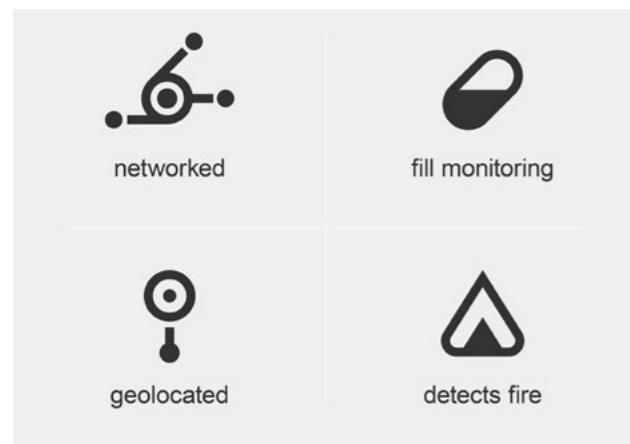 networked
fill monitoring
geolocated
detects fire